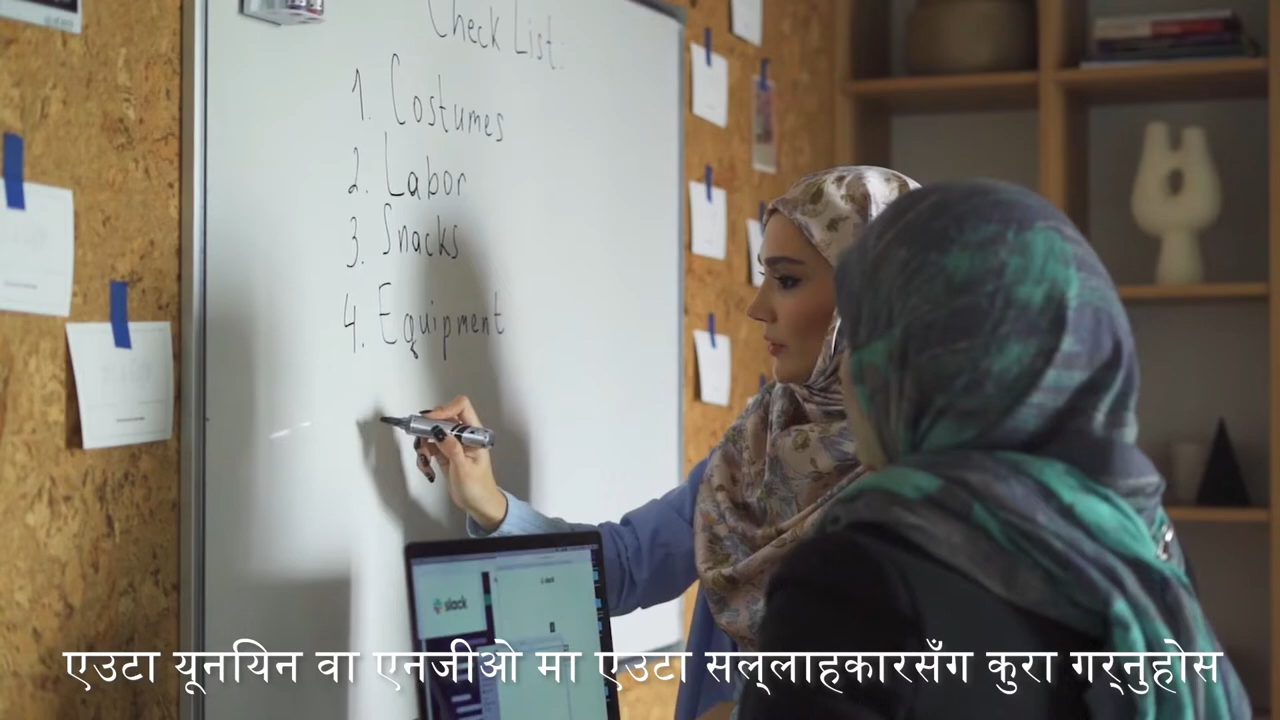 Check List:
1. Costumes
2. Labor
3. Snacks
4. Equipment
slack
slack
एउटा यूनयिन वा एनजीओ मा एउटा सल्‌लाहकारसँग कुरा गर्‌नुहोस